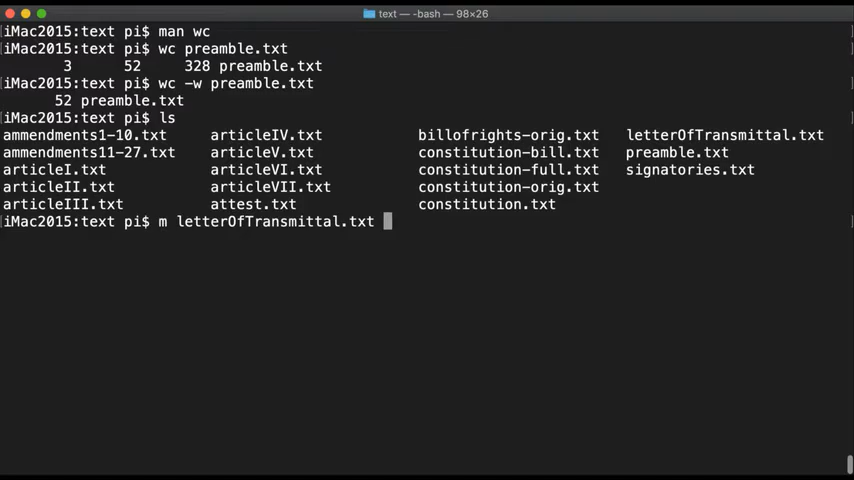 text — -bash — 98×26
[iMac2015:text pi$ man wc ]
[iMac2015:text pi$ wc preamble.txt ]
3 52 328 preamble.txt
[iMac2015:text pi$ wc -w preamble.txt ]
52 preamble.txt
[iMac2015:text pi$ ls ]
ammendments1-10.txt articleIV.txt billofrights-orig.txt letterOfTransmittal.txt
ammendments11-27.txt articleV.txt constitution-bill.txt preamble.txt
articleI.txt articleVI.txt constitution-full.txt signatories.txt
articleII.txt articleVII.txt constitution-orig.txt
articleIII.txt attest.txt constitution.txt
[iMac2015:text pi$ m letterOfTransmittal.txt ]